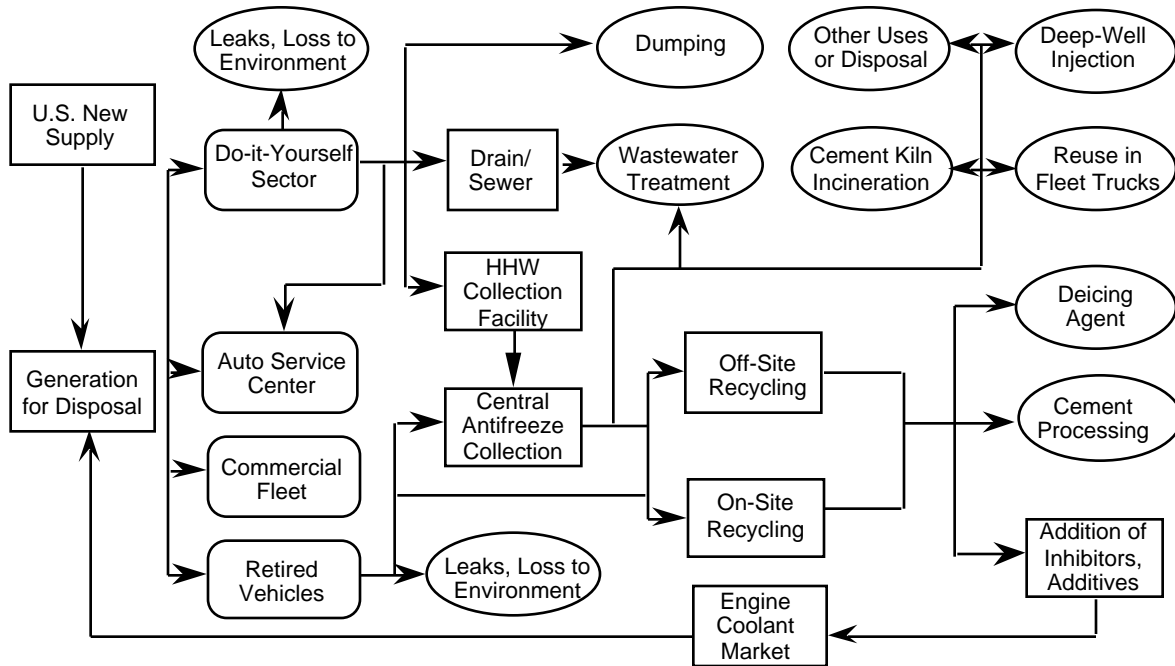 Leaks, Loss to
Environment
Dumping
Other Uses
or Disposal
Deep-Well
Injection
U.S. New
Supply
Do-it-Yourself
Sector
Drain/
Sewer
Wastewater
Treatment
Cement Kiln
Incineration
Reuse in
Fleet Trucks
HHW
Collection
Facility
Deicing
Agent
Generation
for Disposal
Auto Service
Center
Central
Antifreeze
Collection
Off-Site
Recycling
Cement
Processing
Commercial
Fleet
On-Site
Recycling
Retired
Vehicles
Leaks, Loss to
Environment
Addition of
Inhibitors,
Additives
Engine
Coolant
Market